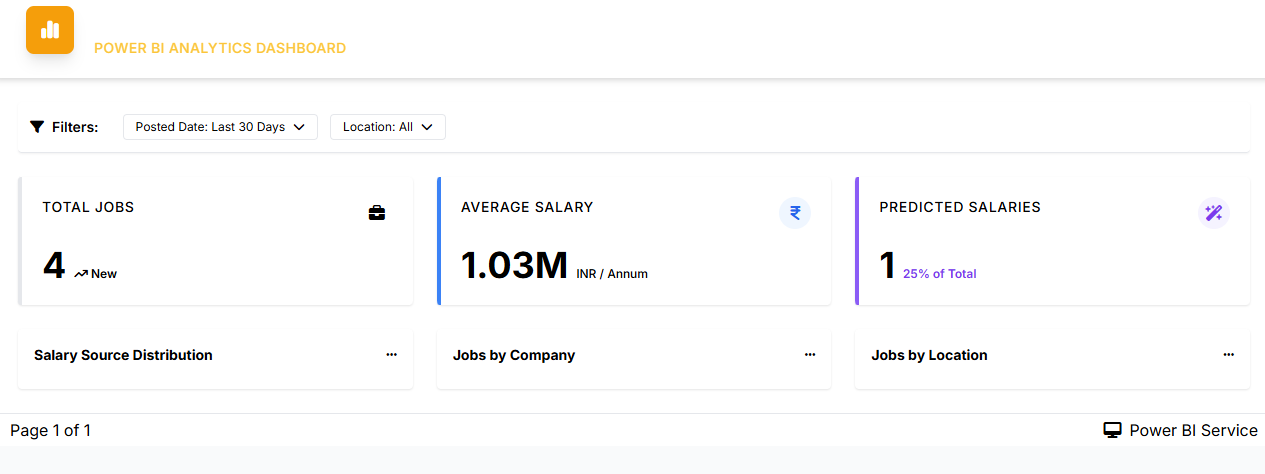 POWER BI ANALYTICS DASHBOARD
Filters: Posted Date: Last 30 Days Location: All
TOTAL JOBS
4 New
AVERAGE SALARY
₹
1.03M INR / Annum
PREDICTED SALARIES
1 25% of Total
Salary Source Distribution ...
Jobs by Company ...
Jobs by Location ...
Page 1 of 1
Power BI Service